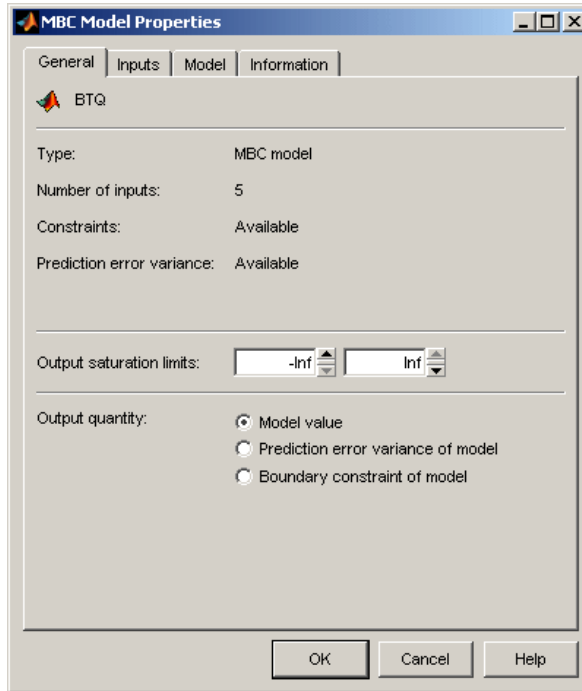 MBC Model Properties
General Inputs Model Information
BTQ
Type: MBC model
Number of inputs: 5
Constraints: Available
Prediction error variance: Available
Output saturation limits: -Inf Inf
Output quantity: Model value
Prediction error variance of model
Boundary constraint of model
OK Cancel Help